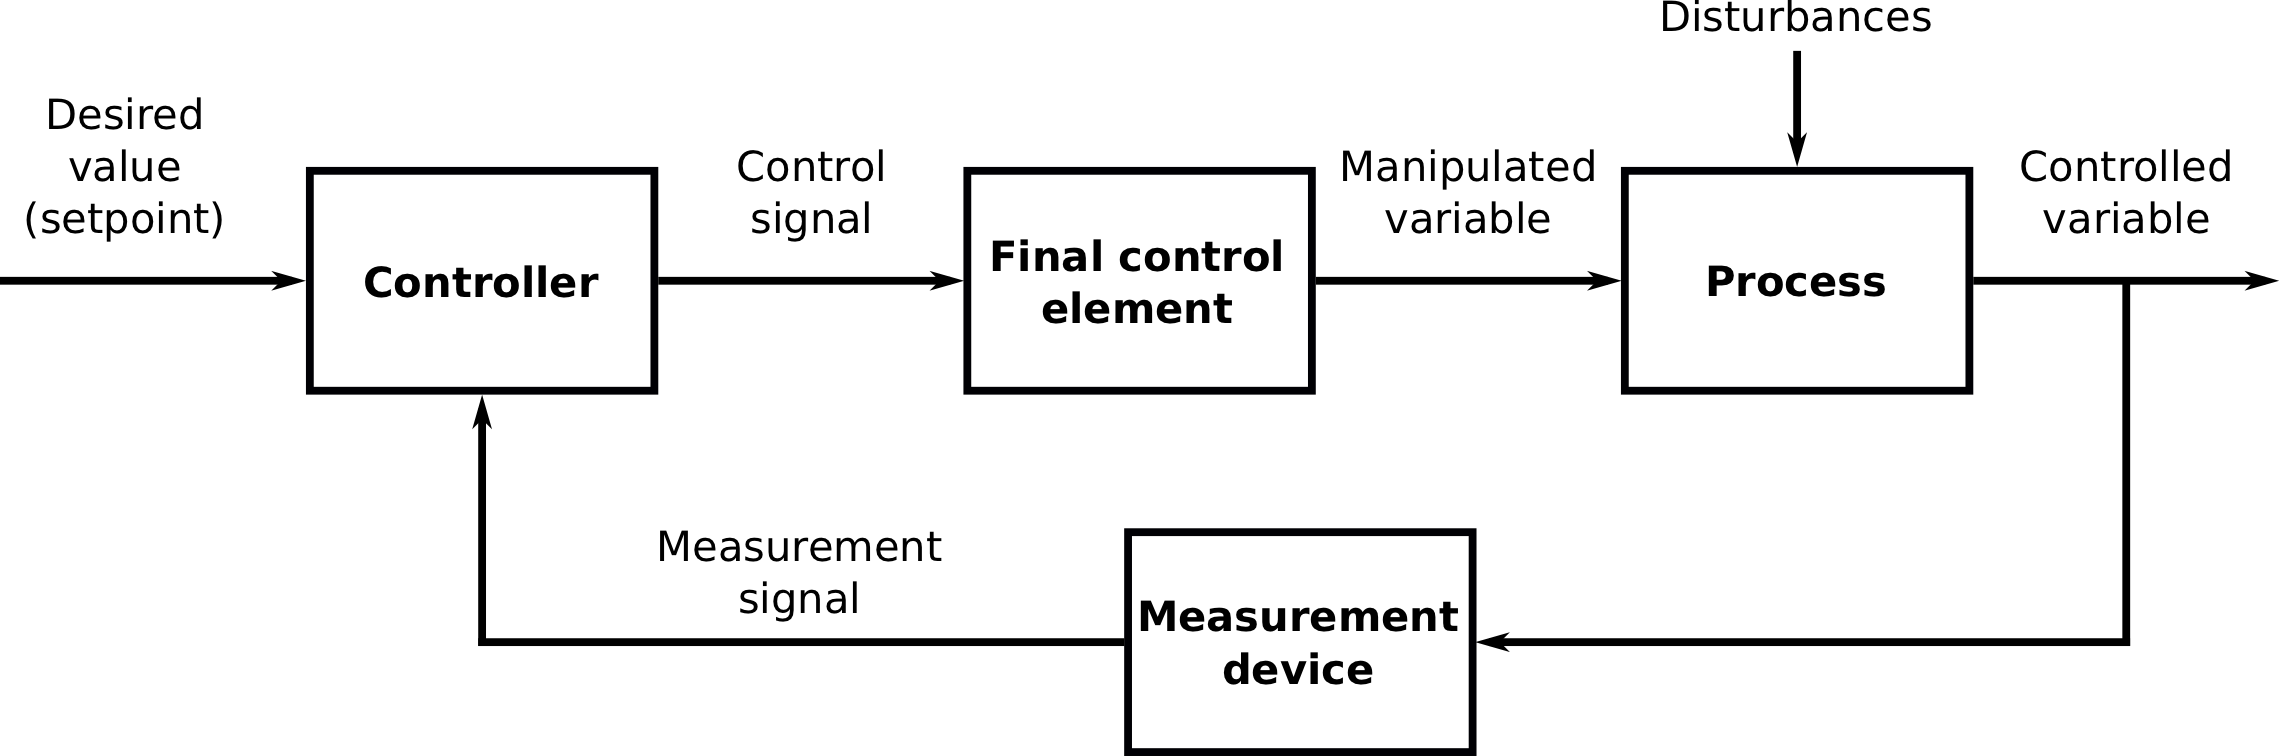 Disturbances
Desired
value
(setpoint)
Control
signal
Manipulated
variable
Controlled
variable
Controller
Final control
element
Process
Measurement
signal
Measurement
device